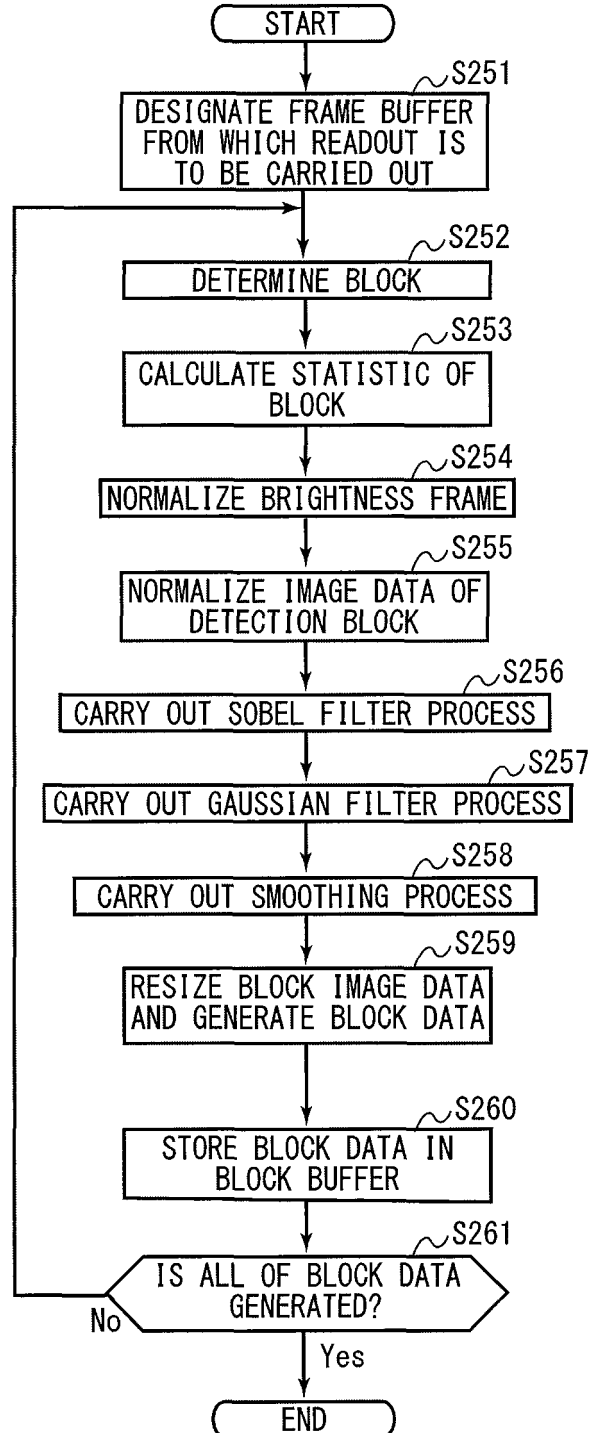 START
S251
DESIGNATE FRAME BUFFER
FROM WHICH READOUT IS
TO BE CARRIED OUT
S252
DETERMINE BLOCK
S253
CALCULATE STATISTIC OF
BLOCK
S254
NORMALIZE BRIGHTNESS FRAME
S255
NORMALIZE IMAGE DATA OF
DETECTION BLOCK
S256
CARRY OUT SOBEL FILTER PROCESS
S257
CARRY OUT GAUSSIAN FILTER PROCESS
S258
CARRY OUT SMOOTHING PROCESS
S259
RESIZE BLOCK IMAGE DATA
AND GENERATE BLOCK DATA
S260
STORE BLOCK DATA IN
BLOCK BUFFER
S261
IS ALL OF BLOCK DATA
GENERATED?
No
Yes
END